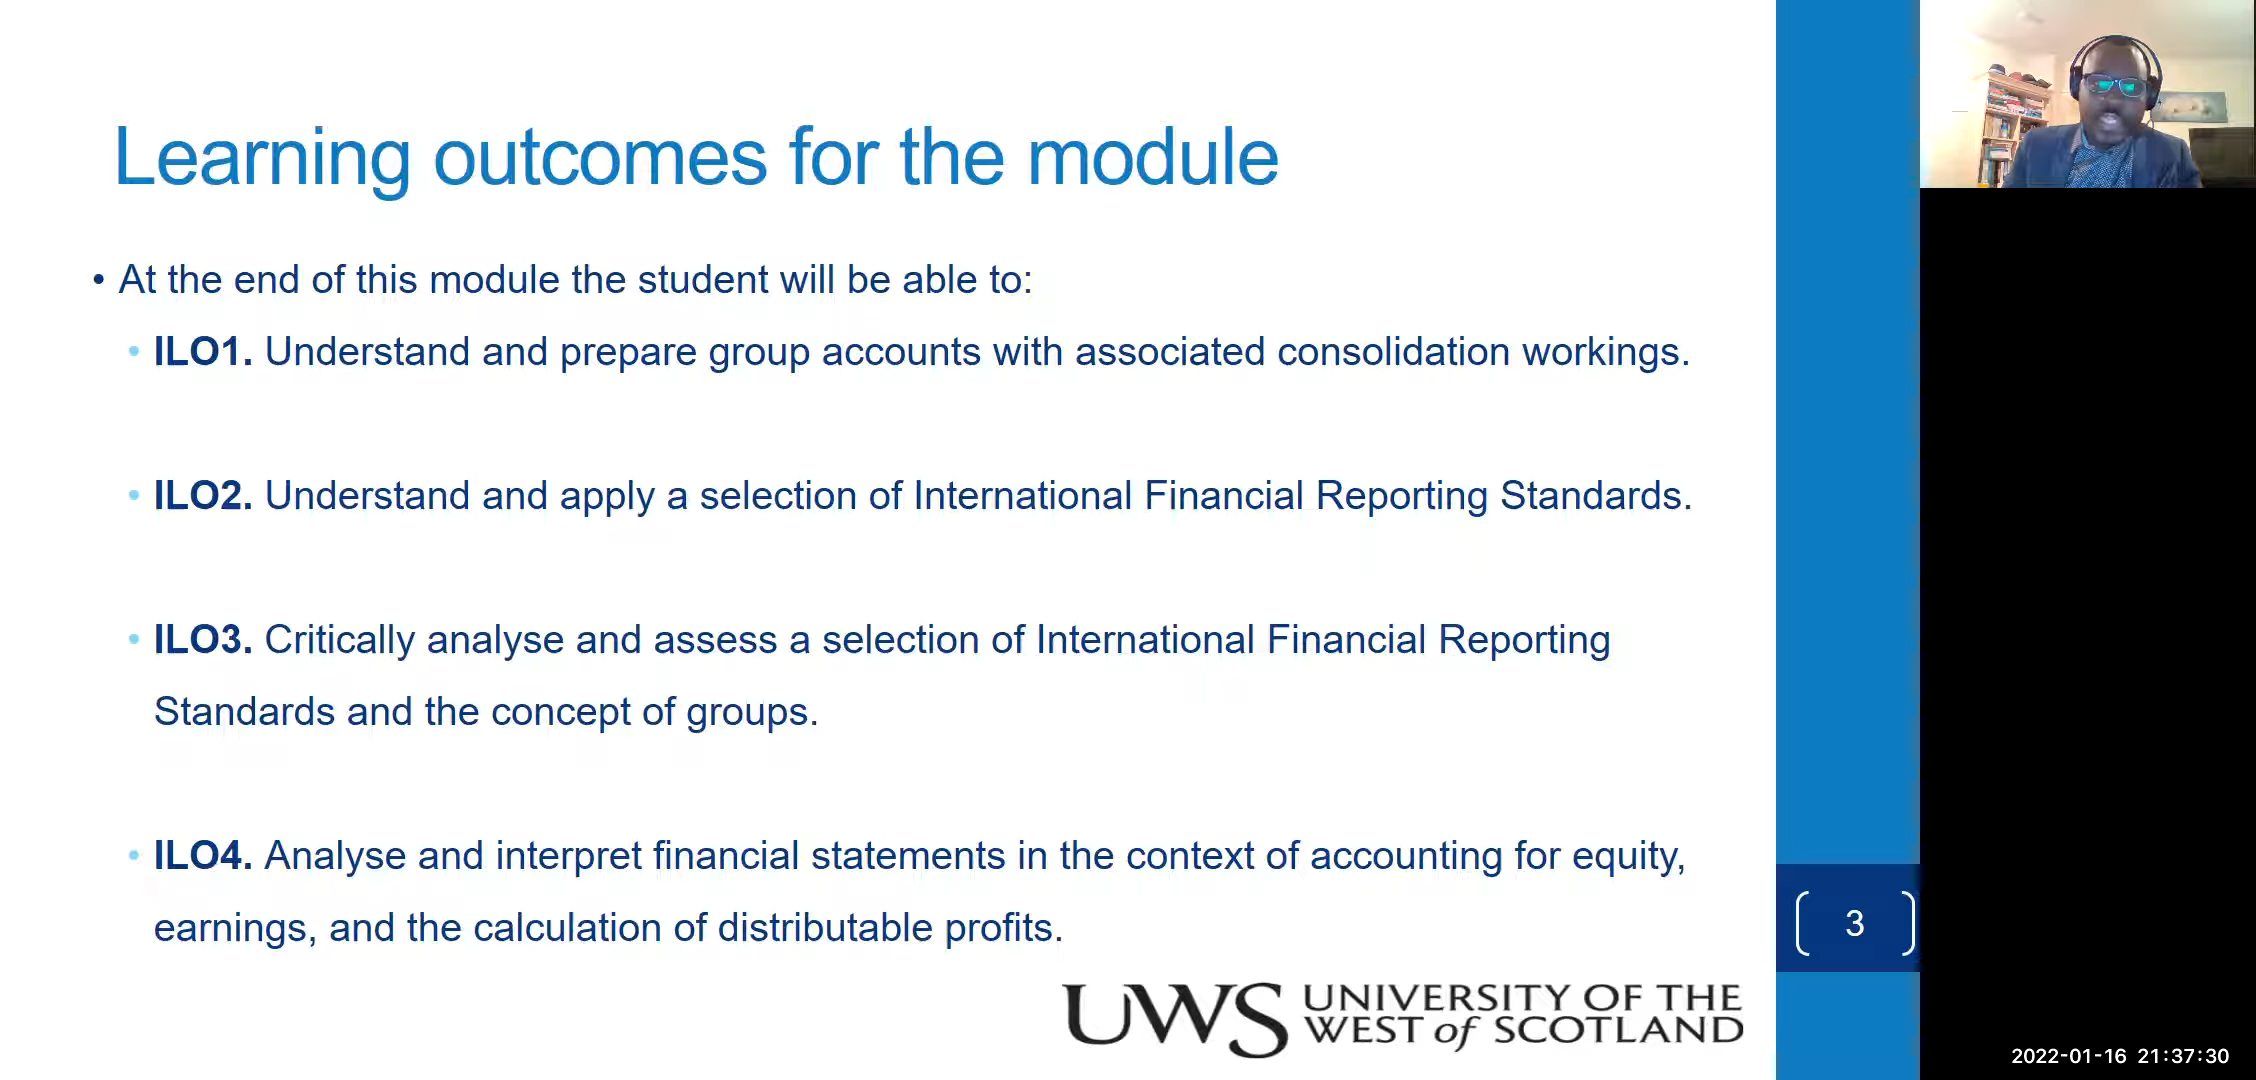 Learning outcomes for the module
• At the end of this module the student will be able to:
• ILO1. Understand and prepare group accounts with associated consolidation workings.
• ILO2. Understand and apply a selection of International Financial Reporting Standards.
• ILO3. Critically analyse and assess a selection of International Financial Reporting
Standards and the concept of groups.
• ILO4. Analyse and interpret financial statements in the context of accounting for equity,
earnings, and the calculation of distributable profits.
3
UWS UNIVERSITY OF THE
WEST of SCOTLAND
2022-01-16 21:37:30